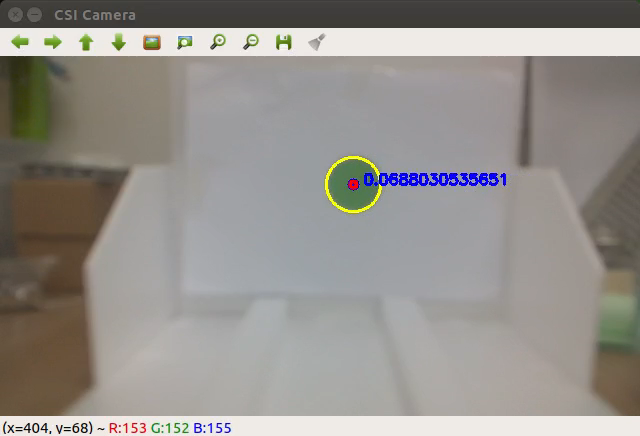 CSI Camera
0.0688030535651
(x=404, y=68) ~ R:153 G:152 B:155